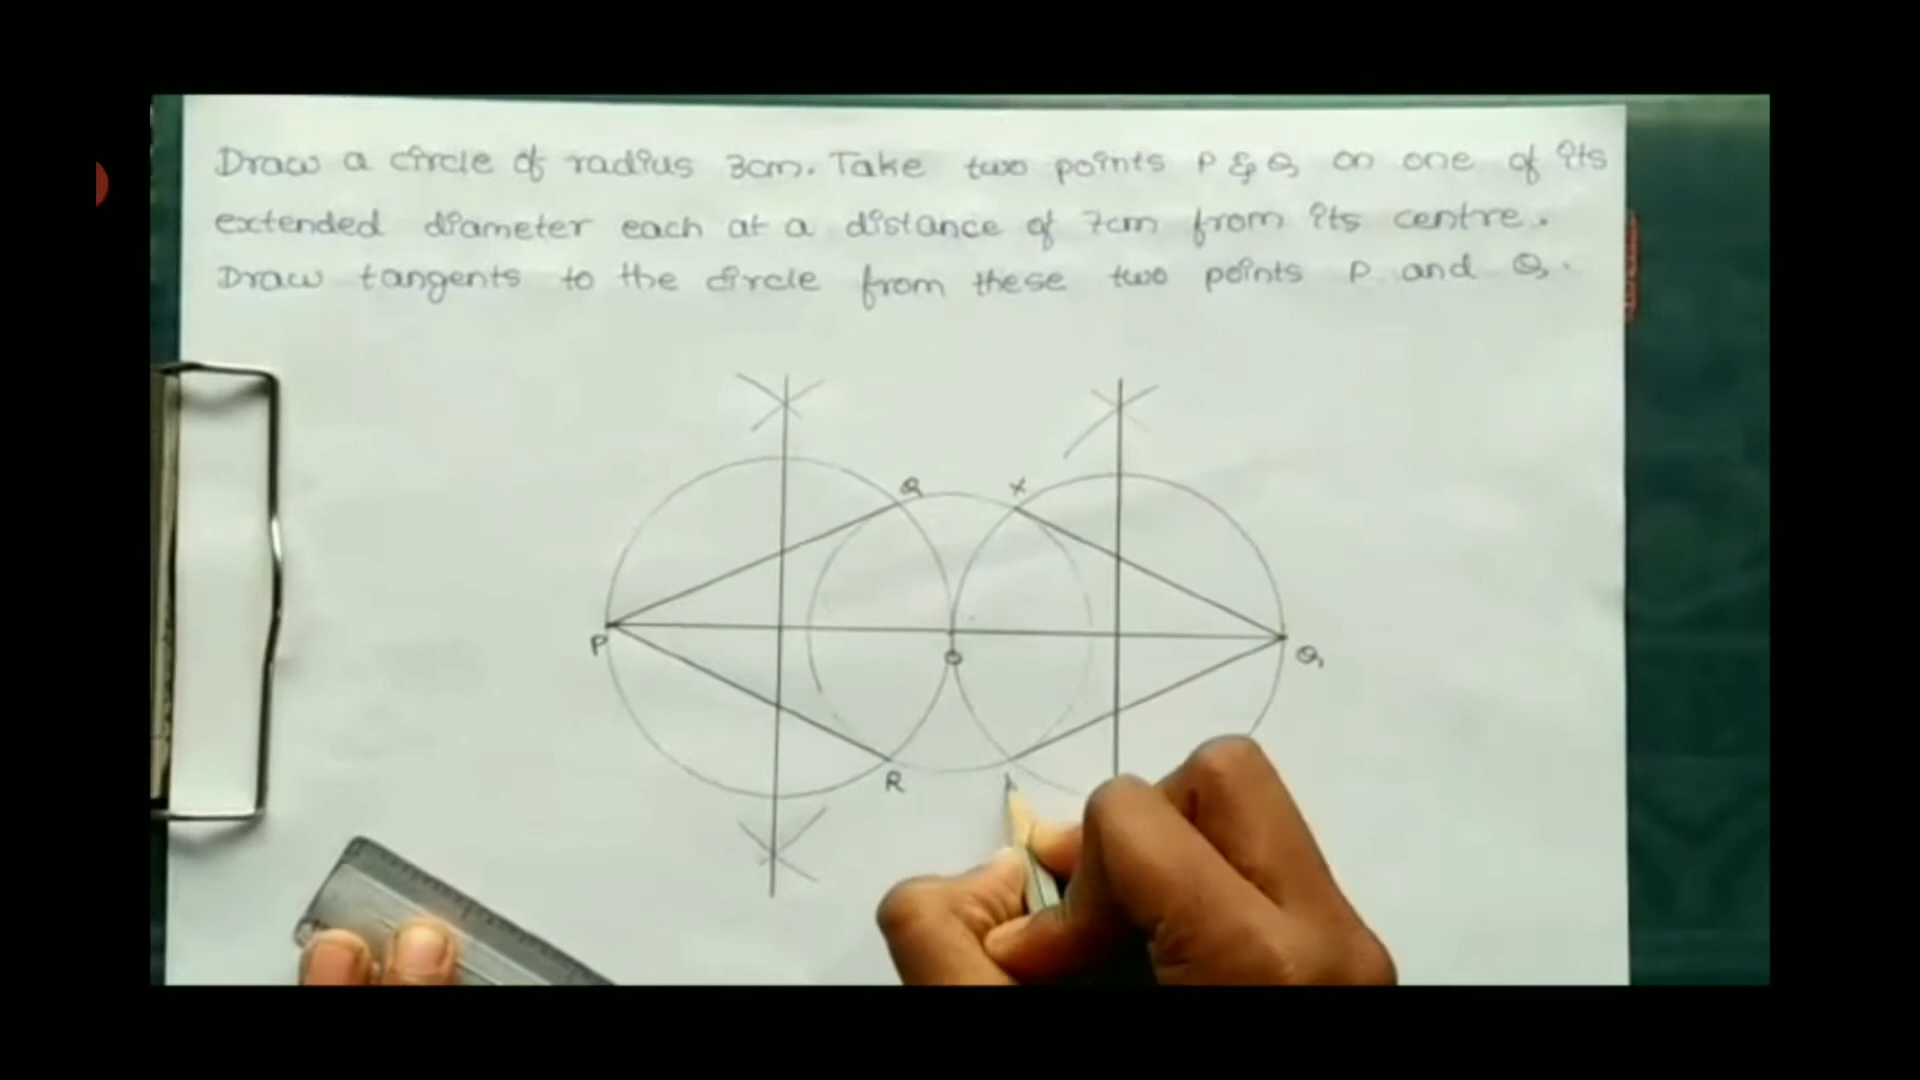 Draw a circle of radius 3cm. Take two points P & Q on one of its
extended diameter each at a distance of 7cm from its centre.
Draw tangents to the circle from these two points P and Q.
Q X
P O Q
R